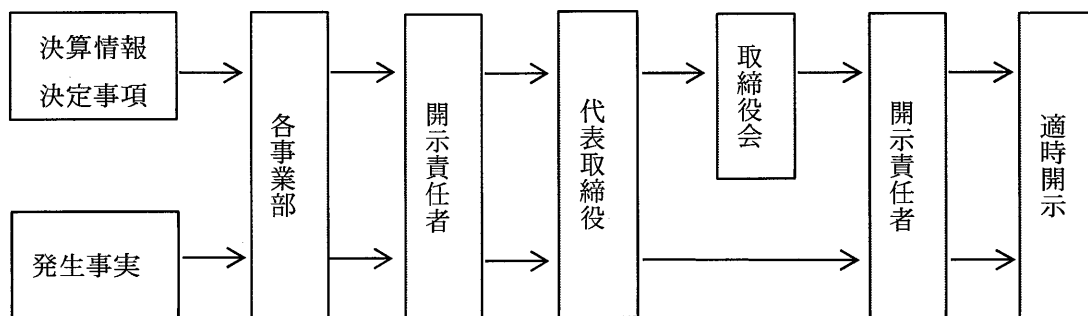 決算情報
決定事項
発生事実
各事業部
開示責任者
代表取締役
取締役会
開示責任者
適時開示